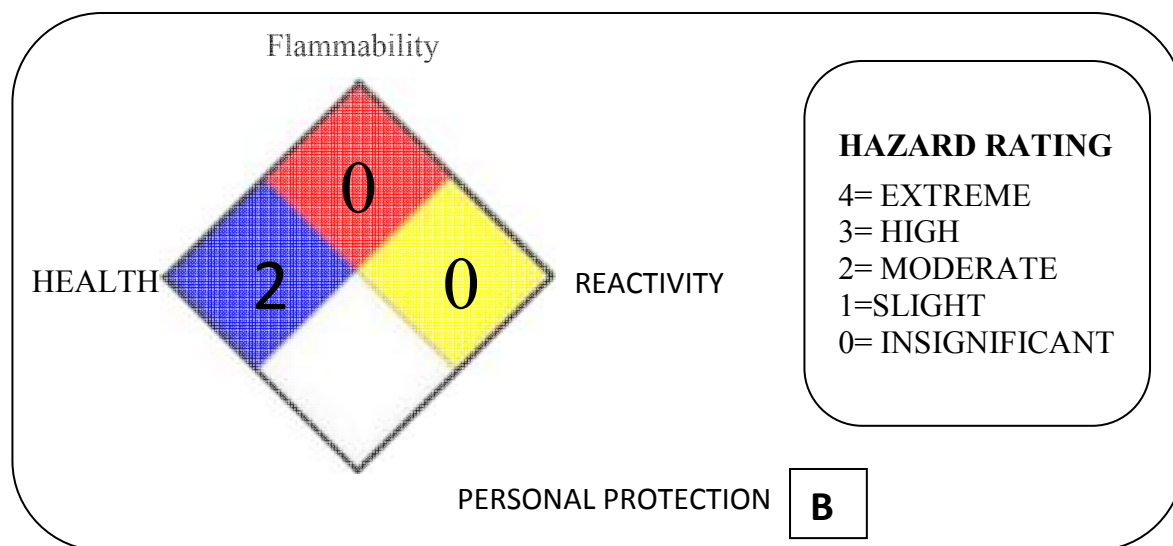 Flammability
0
HEALTH
2
0
REACTIVITY
PERSONAL PROTECTION
B
HAZARD RATING
4= EXTREME
3= HIGH
2= MODERATE
1=SLIGHT
0= INSIGNIFICANT